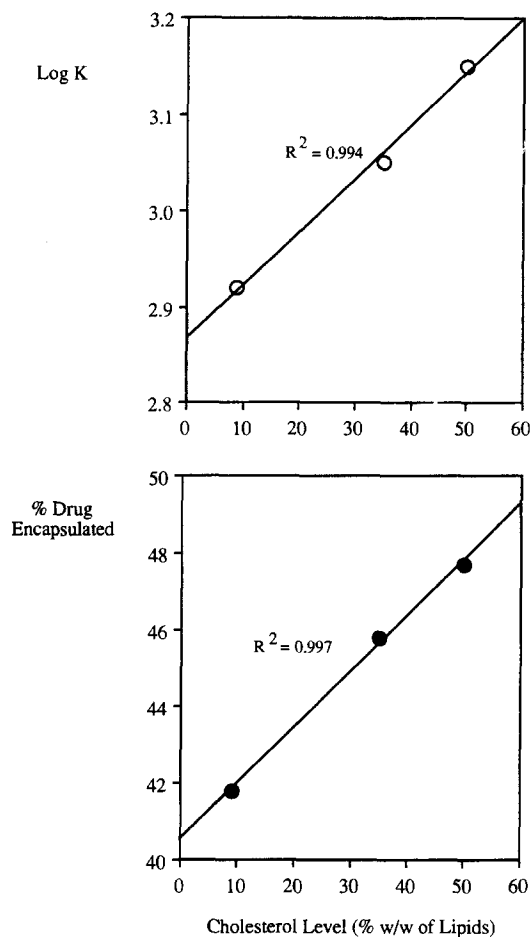 3.2
Log K
3.1
R² = 0.994
3.0
2.9
2.8
0 10 20 30 40 50 60
50
% Drug
Encapsulated
48
46
R² = 0.997
44
42
40
0 10 20 30 40 50 60
Cholesterol Level (% w/w of Lipids)